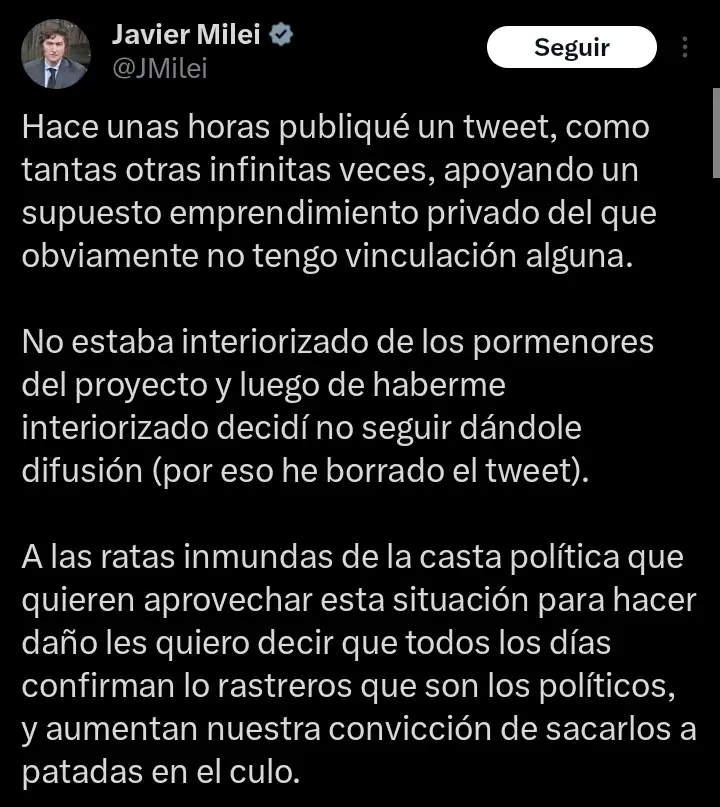 Javier Milei
Seguir
@JMilei
Hace unas horas publiqué un tweet, como
tantas otras infinitas veces, apoyando un
supuesto emprendimiento privado del que
obviamente no tengo vinculación alguna.
No estaba interiorizado de los pormenores
del proyecto y luego de haberme
interiorizado decidí no seguir dándole
difusión (por eso he borrado el tweet).
A las ratas inmundas de la casta política que
quieren aprovechar esta situación para hacer
daño les quiero decir que todos los días
confirman lo rastreros que son los políticos,
y aumentan nuestra convicción de sacarlos a
patadas en el culo.